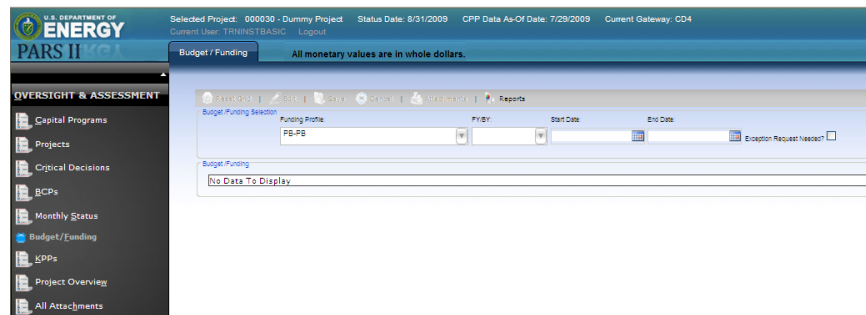 U.S. DEPARTMENT OF
ENERGY
PARS II
Selected Project: 000030 - Dummy Project Status Date: 8/31/2009 CPP Data As-Of Date: 7/29/2009 Current Gateway: CD4
Current User: TRNINSTBASIC Logout
Budget / Funding All monetary values are in whole dollars.
OVERSIGHT & ASSESSMENT
Capital Programs
Projects
Critical Decisions
BCPs
Monthly Status
Budget/Funding
KPPs
Project Overview
All Attachments
Reset Grid | Edit | Save Cancel | Attachments | Reports
Budget /Funding Selection
Funding Profile: FY/BY: Start Date: End Date:
PB-PB
Exception Request Needed?
Budget /Funding
No Data To Display